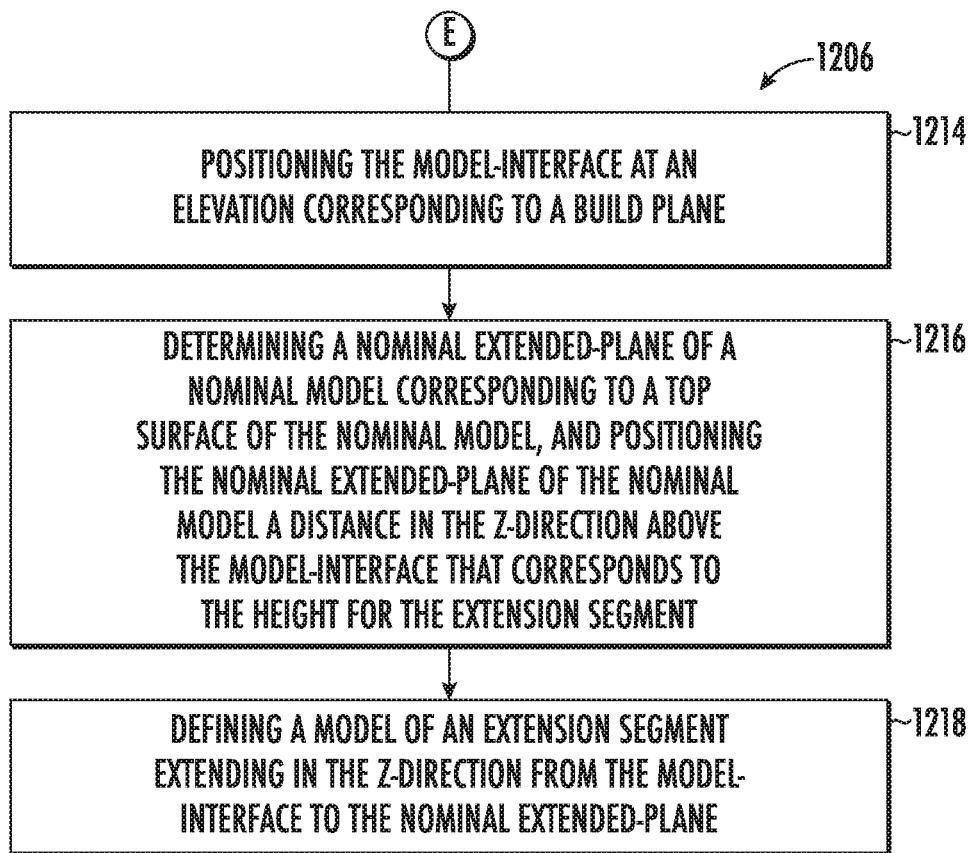 E
1206
1214
POSITIONING THE MODEL-INTERFACE AT AN
ELEVATION CORRESPONDING TO A BUILD PLANE
1216
DETERMINING A NOMINAL EXTENDED-PLANE OF A
NOMINAL MODEL CORRESPONDING TO A TOP
SURFACE OF THE NOMINAL MODEL, AND POSITIONING
THE NOMINAL EXTENDED-PLANE OF THE NOMINAL
MODEL A DISTANCE IN THE Z-DIRECTION ABOVE
THE MODEL-INTERFACE THAT CORRESPONDS TO
THE HEIGHT FOR THE EXTENSION SEGMENT
1218
DEFINING A MODEL OF AN EXTENSION SEGMENT
EXTENDING IN THE Z-DIRECTION FROM THE MODEL-
INTERFACE TO THE NOMINAL EXTENDED-PLANE